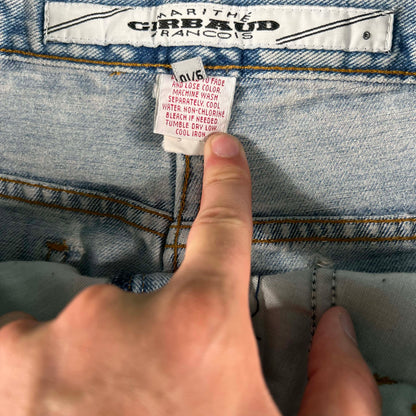 MARITHÉ
GIRBAUD
FRANCOIS
TO FADE
AND LOSE COLOR.
MACHINE WASH
SEPARATELY. COOL
WATER. NON-CHLORINE
BLEACH IF NEEDED.
TUMBLE DRY LOW.
COOL IRON